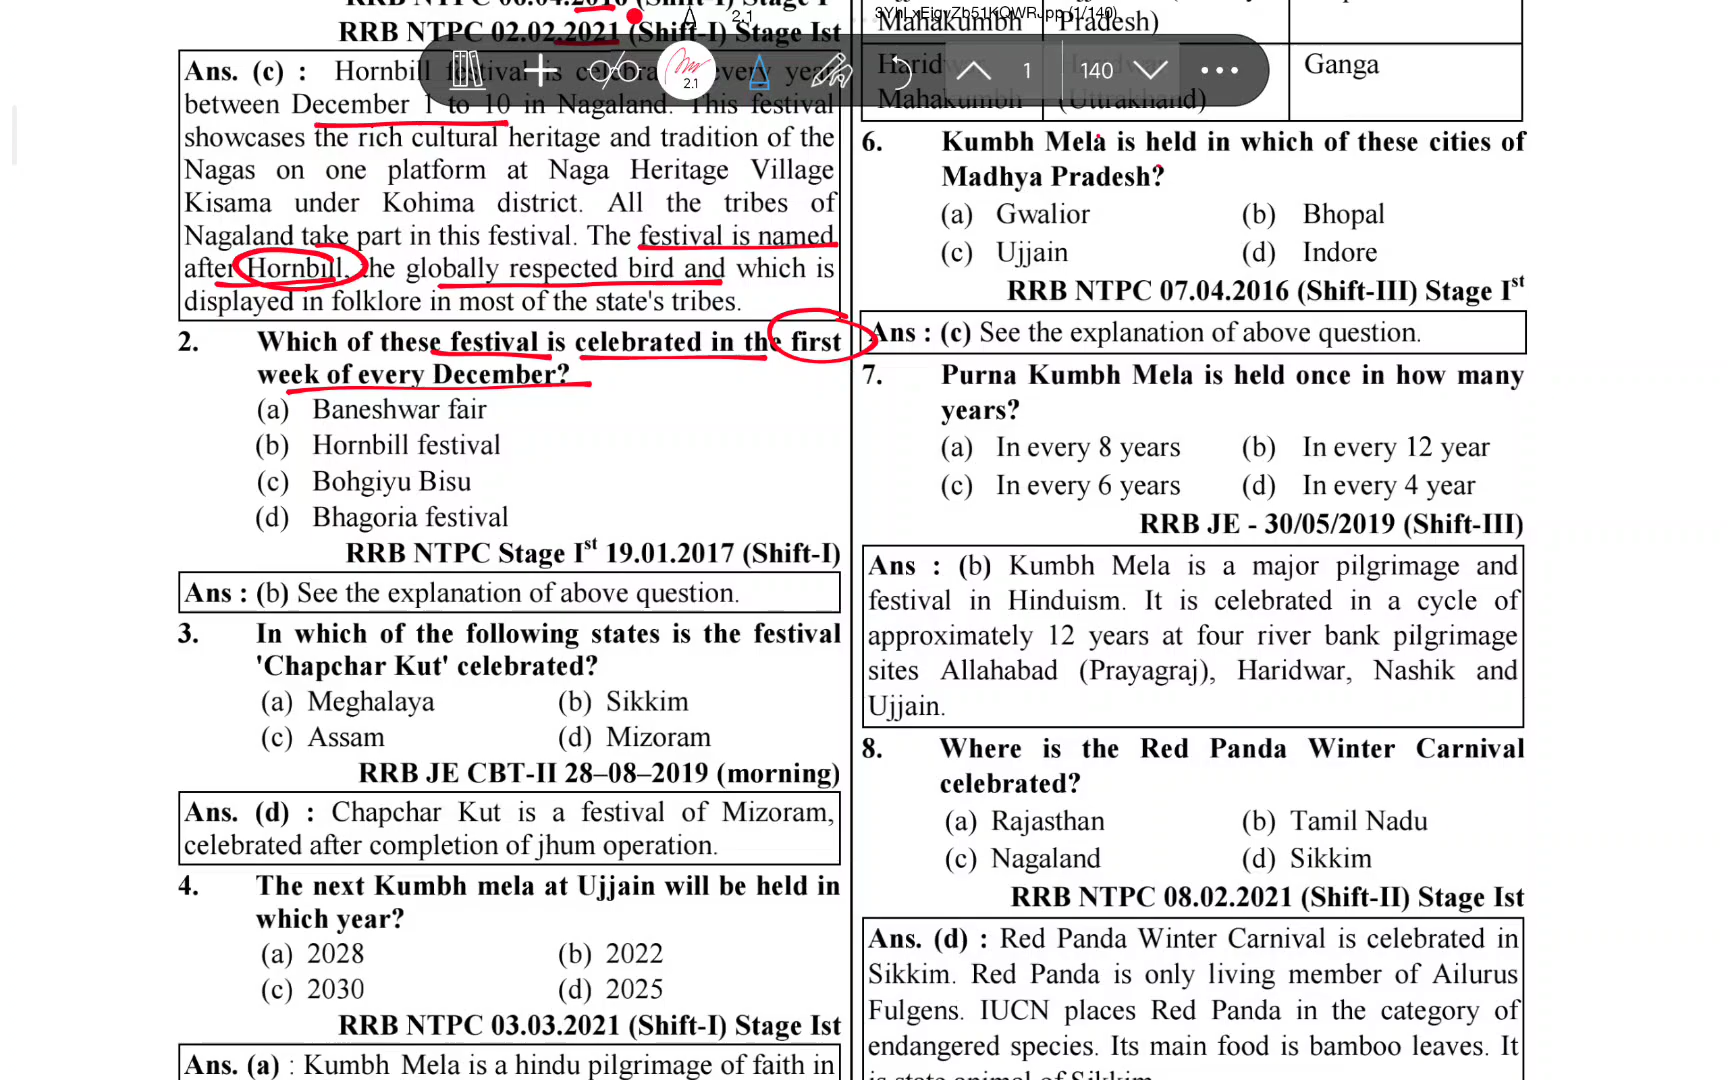 RRB NTPC 02.02.2021 (Shift-I) Stage Ist
Ans. (c) : Hornbill festival is celebrated every year
between December 1 to 10 in Nagaland. This festival
showcases the rich cultural heritage and tradition of the
Nagas on one platform at Naga Heritage Village
Kisama under Kohima district. All the tribes of
Nagaland take part in this festival. The festival is named
after Hornbill, the globally respected bird and which is
displayed in folklore in most of the state's tribes.
2. Which of these festival is celebrated in the first
week of every December?
(a) Baneshwar fair
(b) Hornbill festival
(c) Bohgiyu Bisu
(d) Bhagoria festival
RRB NTPC Stage Ist 19.01.2017 (Shift-I)
Ans : (b) See the explanation of above question.
3. In which of the following states is the festival
'Chapchar Kut' celebrated?
(a) Meghalaya (b) Sikkim
(c) Assam (d) Mizoram
RRB JE CBT-II 28–08–2019 (morning)
Ans. (d) : Chapchar Kut is a festival of Mizoram,
celebrated after completion of jhum operation.
4. The next Kumbh mela at Ujjain will be held in
which year?
(a) 2028 (b) 2022
(c) 2030 (d) 2025
RRB NTPC 03.03.2021 (Shift-I) Stage Ist
Ans. (a) : Kumbh Mela is a hindu pilgrimage of faith in
2.1
(1/140)
2.1
1 140
Mahakumbh Pradesh)
Ganga
Mahakumbh (Uttrakhand)
6. Kumbh Mela is held in which of these cities of
Madhya Pradesh?
(a) Gwalior (b) Bhopal
(c) Ujjain (d) Indore
RRB NTPC 07.04.2016 (Shift-III) Stage Ist
Ans : (c) See the explanation of above question.
7. Purna Kumbh Mela is held once in how many
years?
(a) In every 8 years (b) In every 12 year
(c) In every 6 years (d) In every 4 year
RRB JE - 30/05/2019 (Shift-III)
Ans : (b) Kumbh Mela is a major pilgrimage and
festival in Hinduism. It is celebrated in a cycle of
approximately 12 years at four river bank pilgrimage
sites Allahabad (Prayagraj), Haridwar, Nashik and
Ujjain.
8. Where is the Red Panda Winter Carnival
celebrated?
(a) Rajasthan (b) Tamil Nadu
(c) Nagaland (d) Sikkim
RRB NTPC 08.02.2021 (Shift-II) Stage Ist
Ans. (d) : Red Panda Winter Carnival is celebrated in
Sikkim. Red Panda is only living member of Ailurus
Fulgens. IUCN places Red Panda in the category of
endangered species. Its main food is bamboo leaves. It
is state animal of Sikkim.